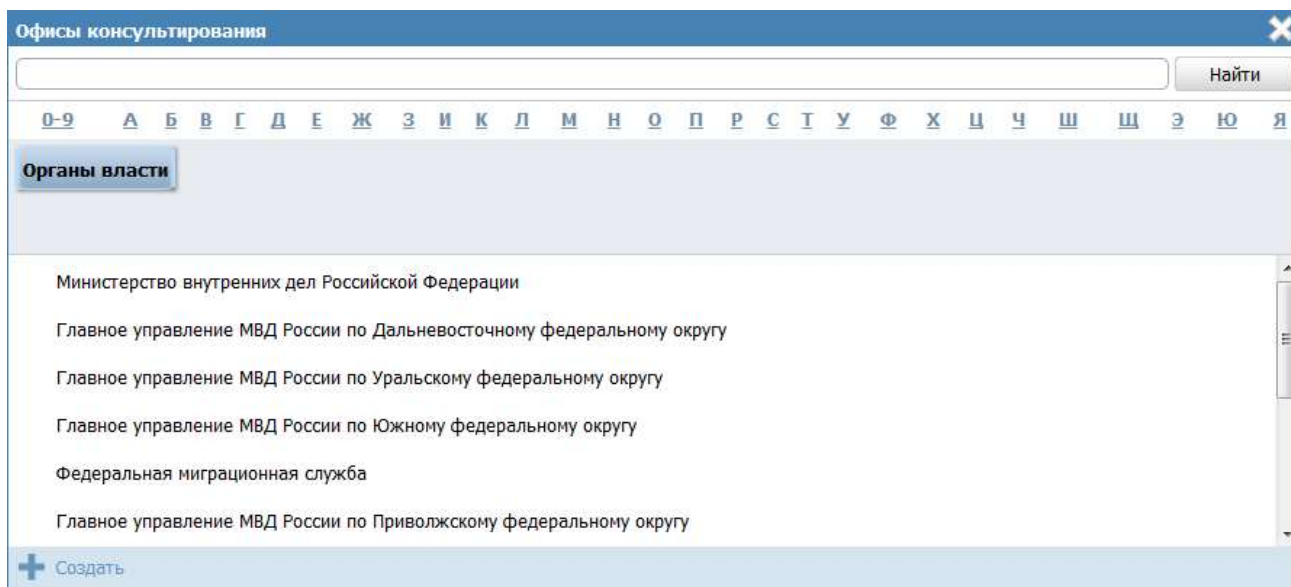 Офисы консультирования
Найти
0-9 А Б В Г Д Е Ж З И К Л М Н О П Р С Т У Ф Х Ц Ч Ш Щ Э Ю Я
Органы власти
Министерство внутренних дел Российской Федерации
Главное управление МВД России по Дальневосточному федеральному округу
Главное управление МВД России по Уральскому федеральному округу
Главное управление МВД России по Южному федеральному округу
Федеральная миграционная служба
Главное управление МВД России по Приволжскому федеральному округу
Создать